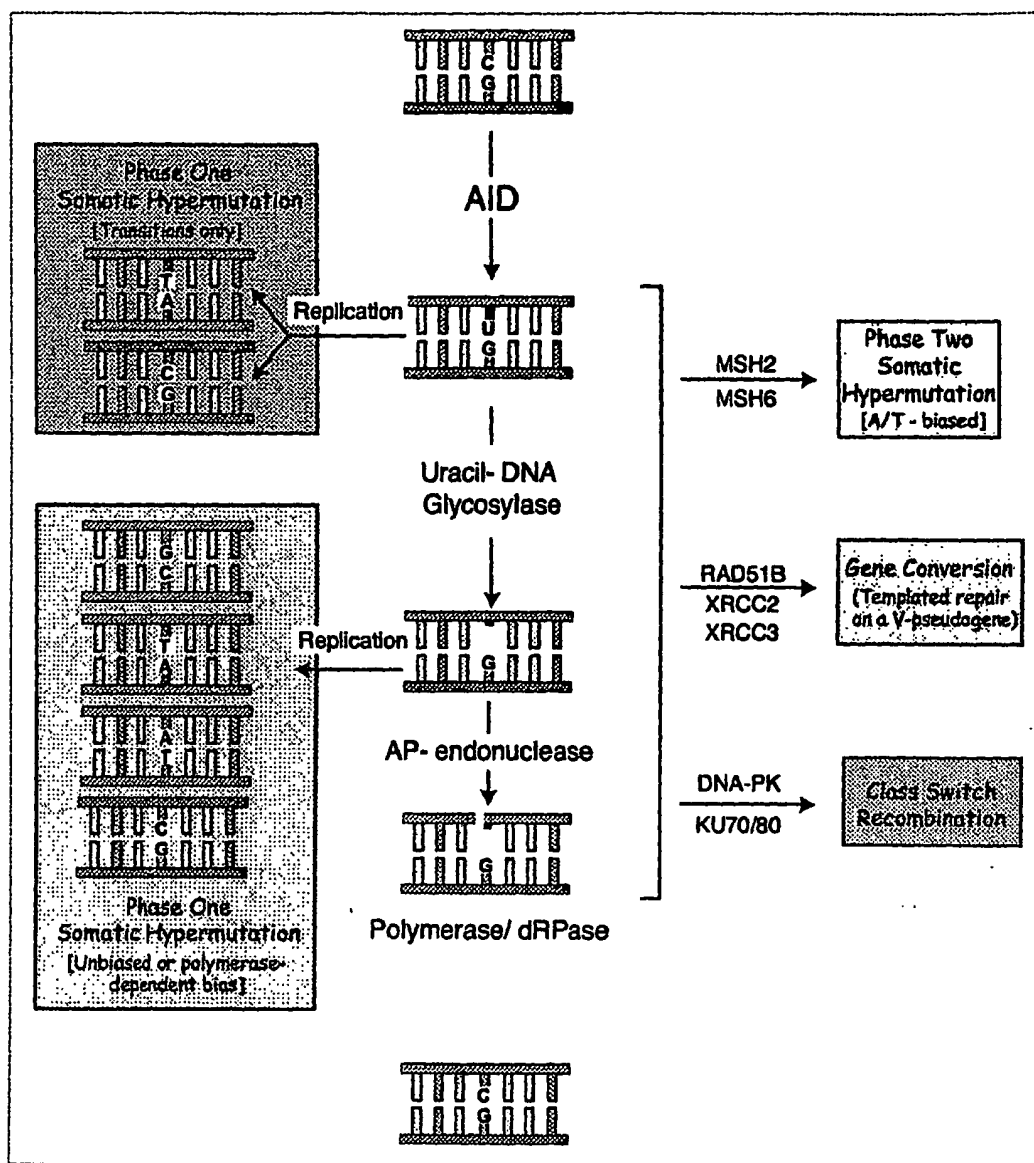 C
G
AID
Phase One
Somatic Hypermutation
[Transitions only]
T
A
C
G
Replication
U
G
Uracil- DNA
Glycosylase
G
C
T
A
A
T
C
G
Phase One
Somatic Hypermutation
[Unbiased or polymerase-
dependent bias]
Replication
G
AP- endonuclease
G
Polymerase/ dRPase
C
G
MSH2
MSH6
Phase Two
Somatic
Hypermutation
[A/T - biased]
RAD51B
XRCC2
XRCC3
Gene Conversion
(Templated repair
on a V-pseudogene)
DNA-PK
KU70/80
Class Switch
Recombination